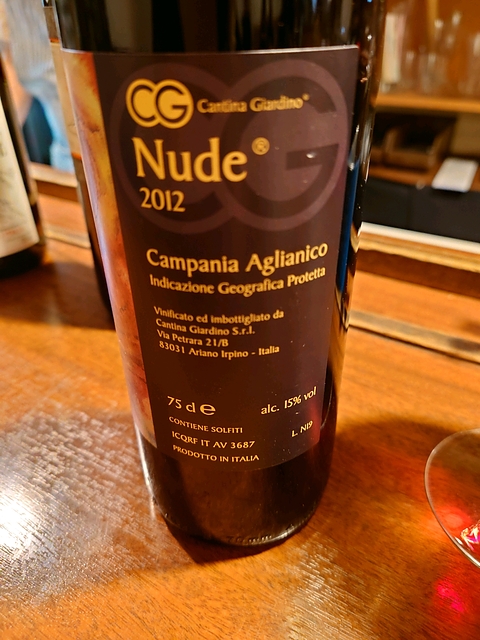 CG Cantina Giardino®
Nude®
2012
Campania Aglianico
Indicazione Geografica Protetta
Vinificato ed imbottigliato da
Cantina Giardino S.r.l.
Via Petrara 21/B
83031 Ariano Irpino - Italia
75 cl e alc. 15% vol
CONTIENE SOLFITI
L. N19
ICQRF IT AV 3687
PRODOTTO IN ITALIA